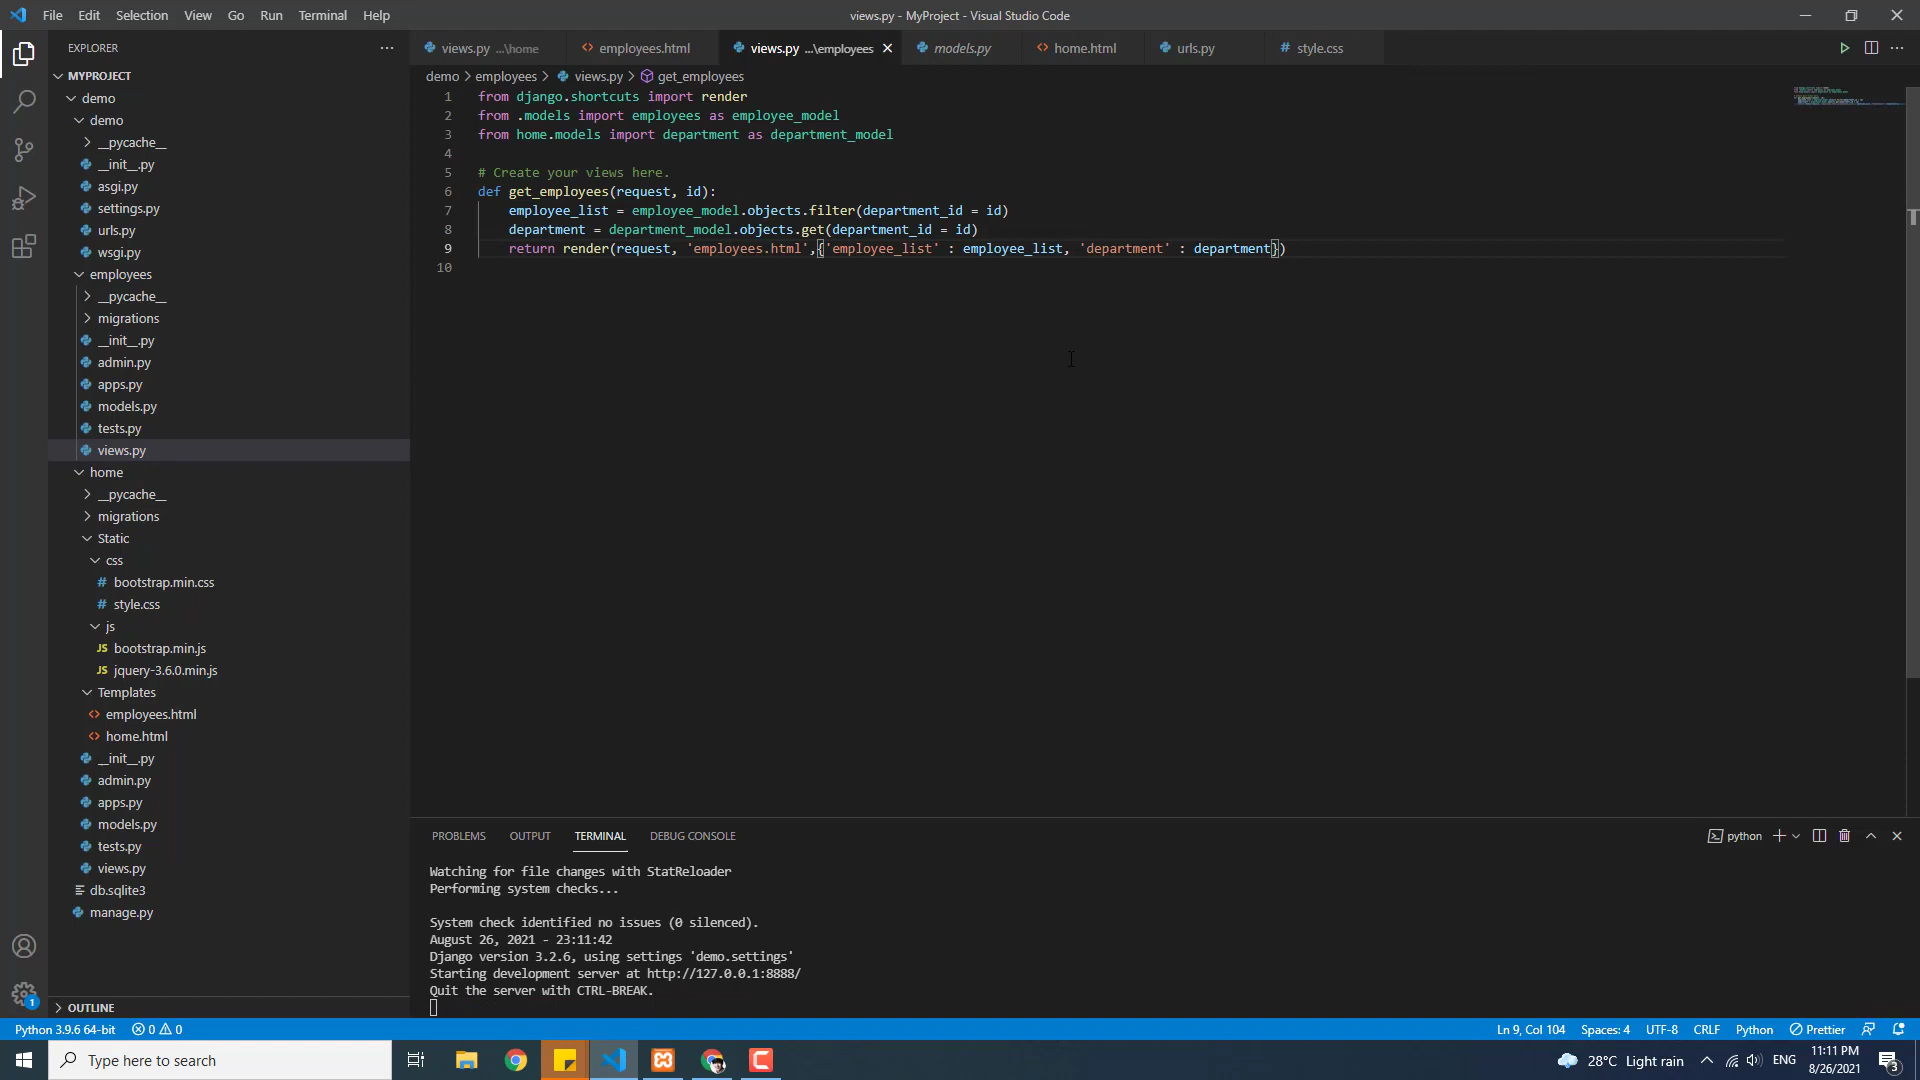 File Edit Selection View Go Run Terminal Help
views.py - MyProject - Visual Studio Code
EXPLORER
MYPROJECT
demo
demo
__pycache__
__init__.py
asgi.py
settings.py
urls.py
wsgi.py
employees
__pycache__
migrations
__init__.py
admin.py
apps.py
models.py
tests.py
views.py
home
__pycache__
migrations
Static
css
bootstrap.min.css
style.css
js
bootstrap.min.js
jquery-3.6.0.min.js
Templates
employees.html
home.html
__init__.py
admin.py
apps.py
models.py
tests.py
views.py
db.sqlite3
manage.py
OUTLINE
views.py ...\home employees.html views.py ...\employees models.py home.html urls.py style.css
demo > employees > views.py > get_employees
1 from django.shortcuts import render
2 from .models import employees as employee_model
3 from home.models import department as department_model
4
5 # Create your views here.
6 def get_employees(request, id):
7 employee_list = employee_model.objects.filter(department_id = id)
8 department = department_model.objects.get(department_id = id)
9 return render(request, 'employees.html',{'employee_list' : employee_list, 'department' : department})
10
PROBLEMS OUTPUT TERMINAL DEBUG CONSOLE
python
Watching for file changes with StatReloader
Performing system checks...
System check identified no issues (0 silenced).
August 26, 2021 - 23:11:42
Django version 3.2.6, using settings 'demo.settings'
Starting development server at http://127.0.0.1:8888/
Quit the server with CTRL-BREAK.
1
Python 3.9.6 64-bit 0 0
Ln 9, Col 104 Spaces: 4 UTF-8 CRLF Python Prettier
Type here to search
28°C Light rain ENG
11:11 PM
8/26/2021
3